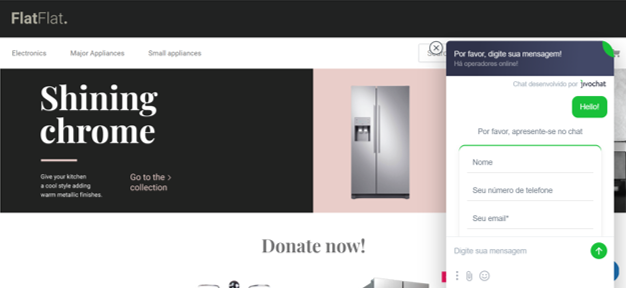 FlatFlat.
Electronics
Major Appliances
Small appliances
Shining
chrome
Give your kitchen
a cool style adding
warm metallic finishes.
Go to the >
collection
Donate now!
Por favor, digite sua mensagem!
Há operadores online!
Chat desenvolvido por jivochat
Hello!
Por favor, apresente-se no chat
Nome
Seu número de telefone
Seu email*
Digite sua mensagem